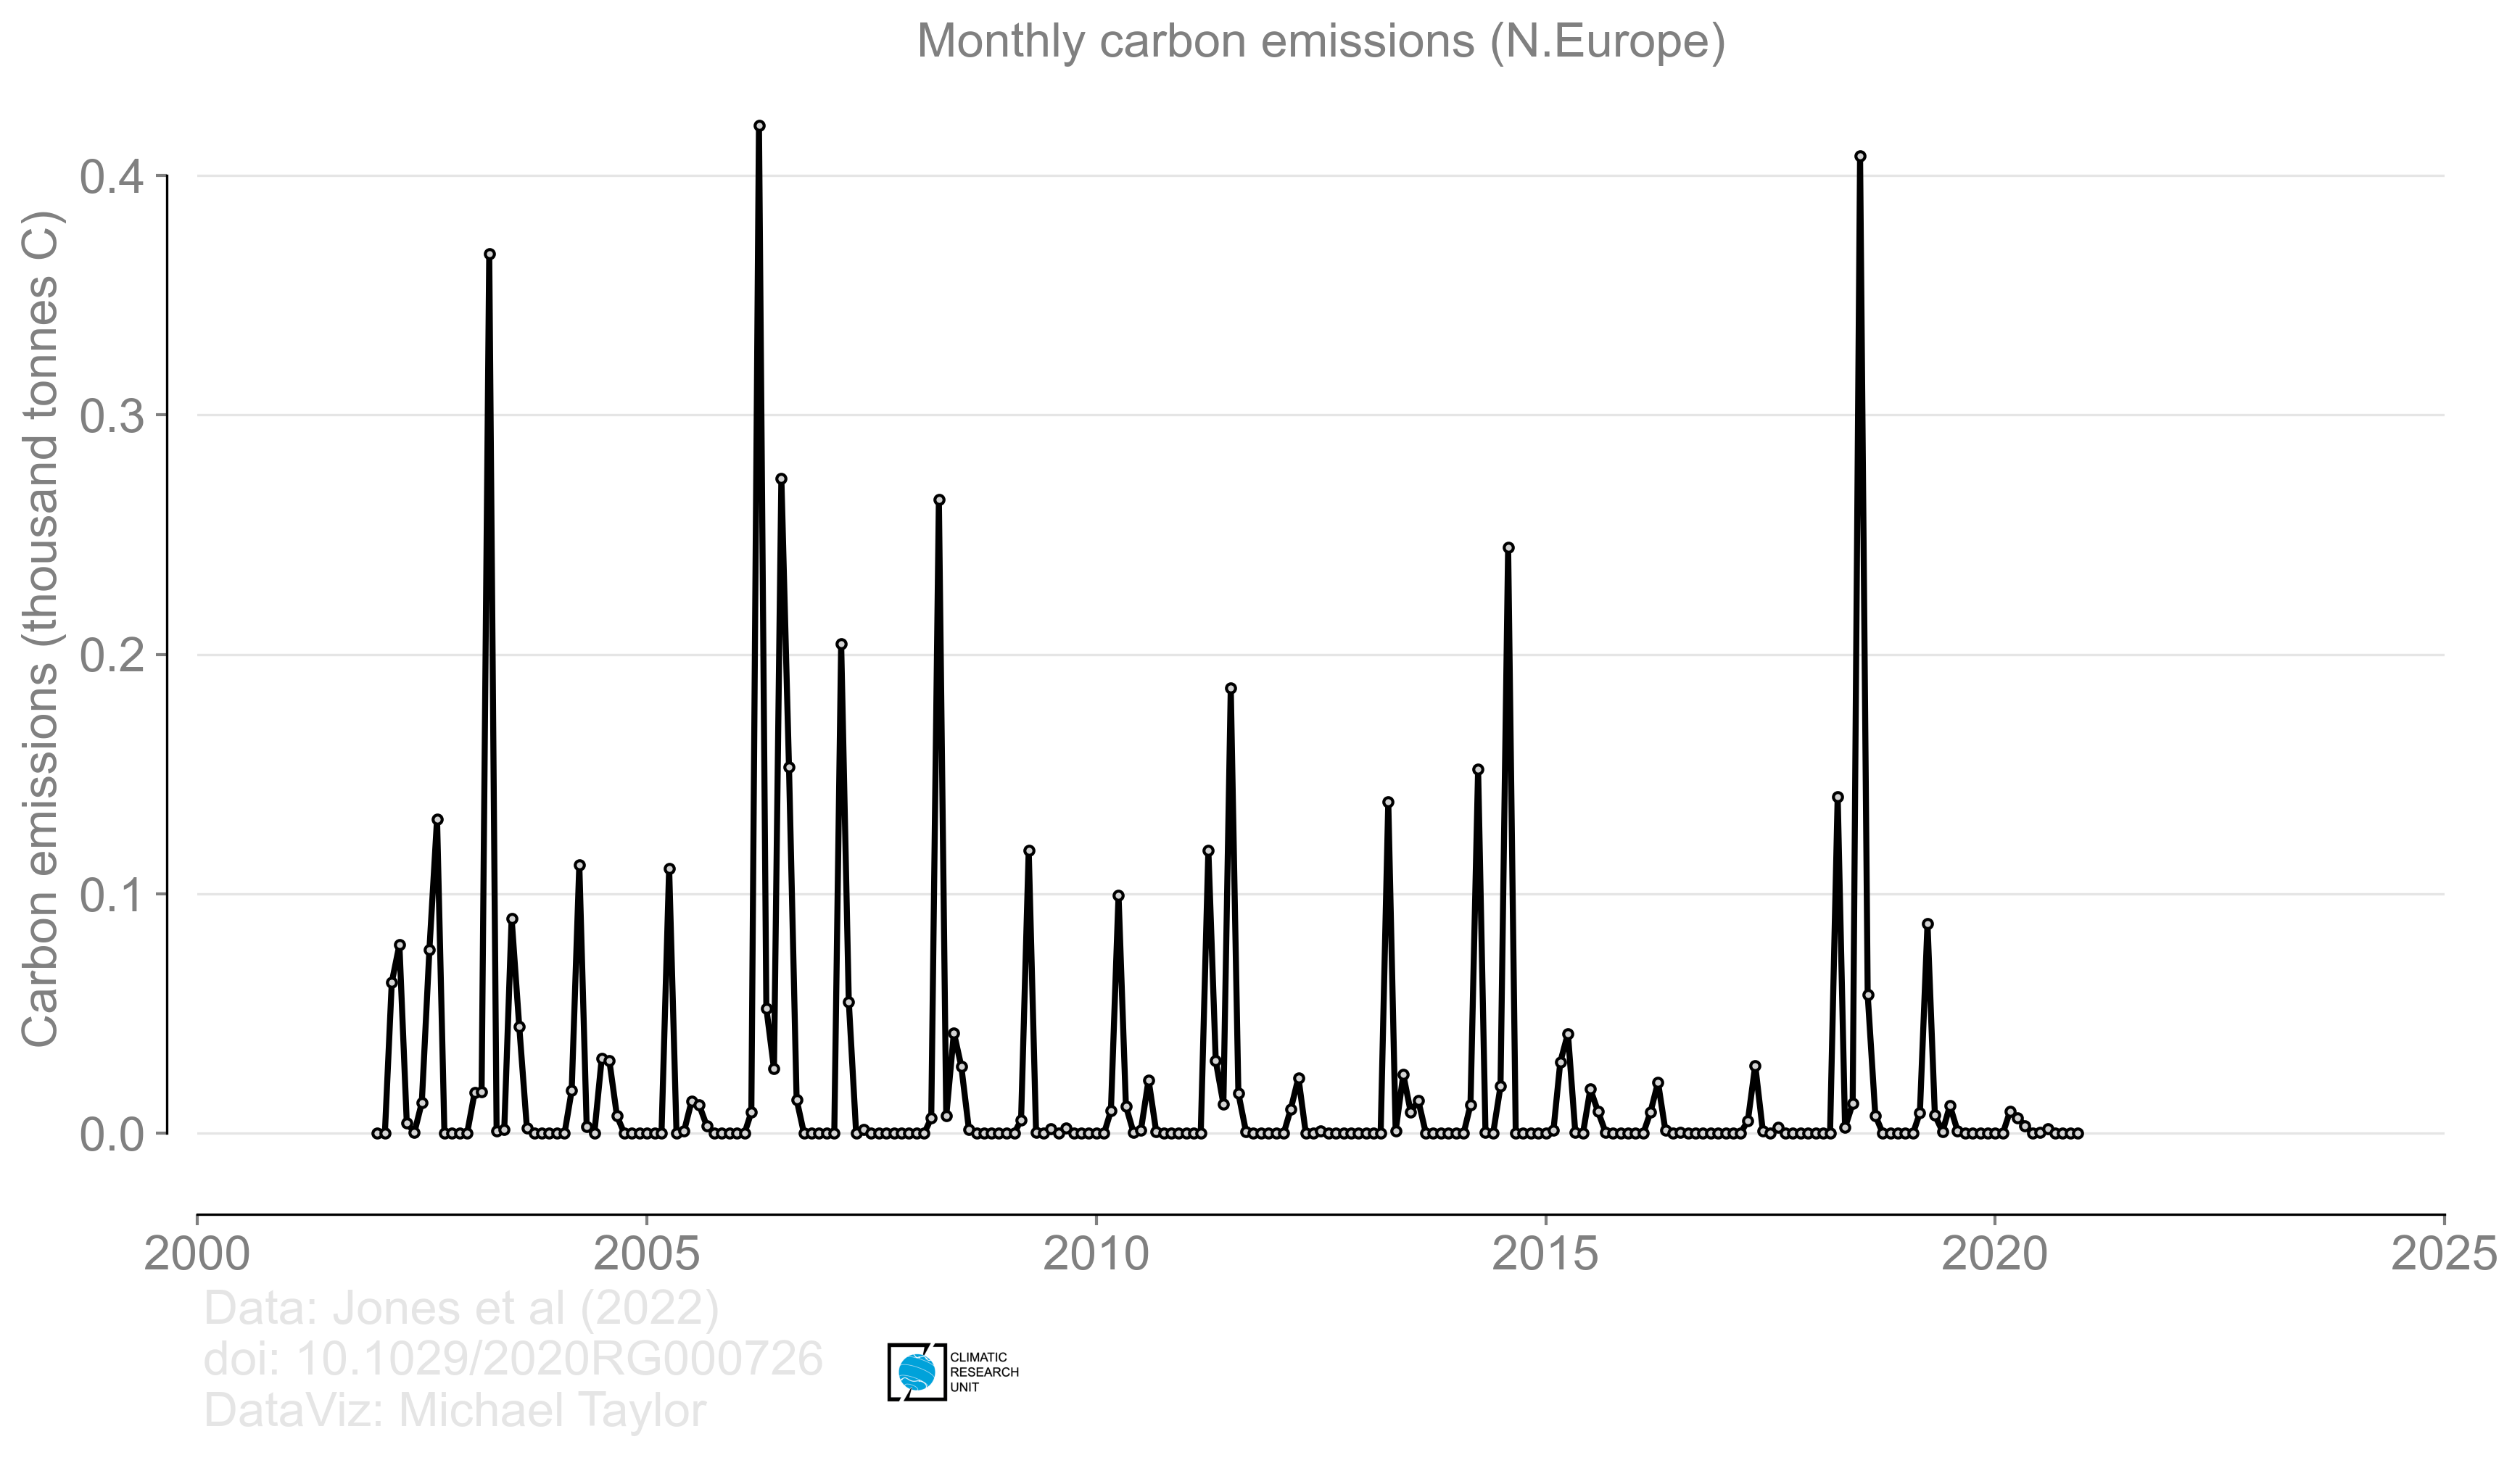 Monthly carbon emissions (N.Europe)
Carbon emissions (thousand tonnes C)
0.4
0.3
0.2
0.1
0.0
2000 2005 2010 2015 2020 2025
Data: Jones et al (2022)
doi: 10.1029/2020RG000726
DataViz: Michael Taylor
CLIMATIC
RESEARCH
UNIT